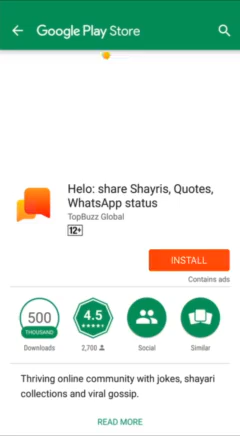 Google Play Store
Helo: share Shayris, Quotes,
WhatsApp status
TopBuzz Global
12+
INSTALL
Contains ads
500
THOUSAND
4.5
Downloads
2,700
Social
Similar
Thriving online community with jokes, shayari
collections and viral gossip.
READ MORE